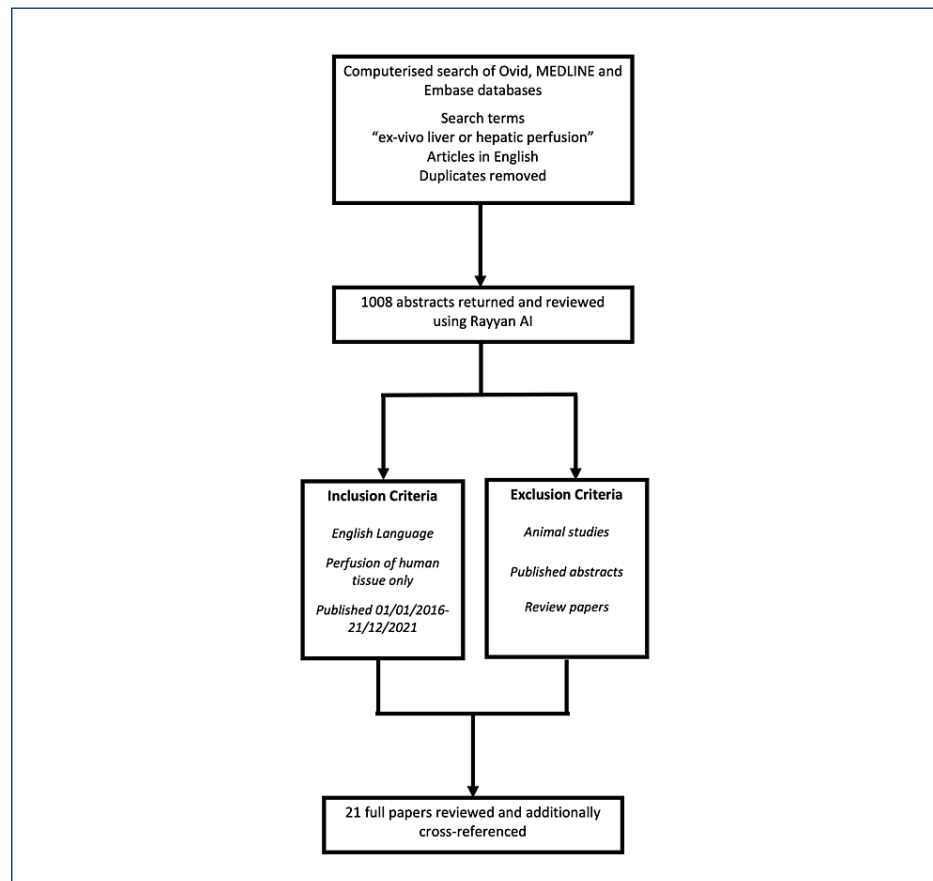 Computerised search of Ovid, MEDLINE and
Embase databases
Search terms
“ex-vivo liver or hepatic perfusion”
Articles in English
Duplicates removed
1008 abstracts returned and reviewed
using Rayyan AI
Inclusion Criteria
English Language
Perfusion of human
tissue only
Published 01/01/2016-
21/12/2021
Exclusion Criteria
Animal studies
Published abstracts
Review papers
21 full papers reviewed and additionally
cross-referenced